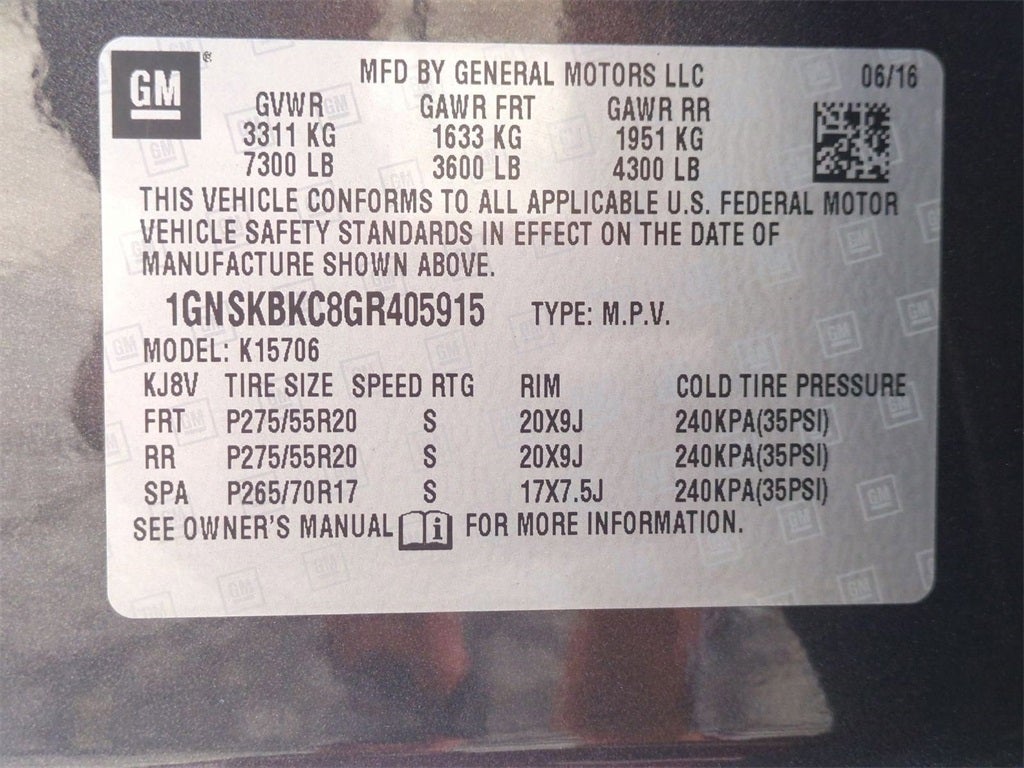 GM ®
MFD BY GENERAL MOTORS LLC 06/16
GVWR GAWR FRT GAWR RR
3311 KG 1633 KG 1951 KG
7300 LB 3600 LB 4300 LB
THIS VEHICLE CONFORMS TO ALL APPLICABLE U.S. FEDERAL MOTOR
VEHICLE SAFETY STANDARDS IN EFFECT ON THE DATE OF
MANUFACTURE SHOWN ABOVE.
1GNSKBKC8GR405915 TYPE: M.P.V.
MODEL: K15706
KJ8V TIRE SIZE SPEED RTG RIM COLD TIRE PRESSURE
FRT P275/55R20 S 20X9J 240KPA(35PSI)
RR P275/55R20 S 20X9J 240KPA(35PSI)
SPA P265/70R17 S 17X7.5J 240KPA(35PSI)
SEE OWNER'S MANUAL i FOR MORE INFORMATION.